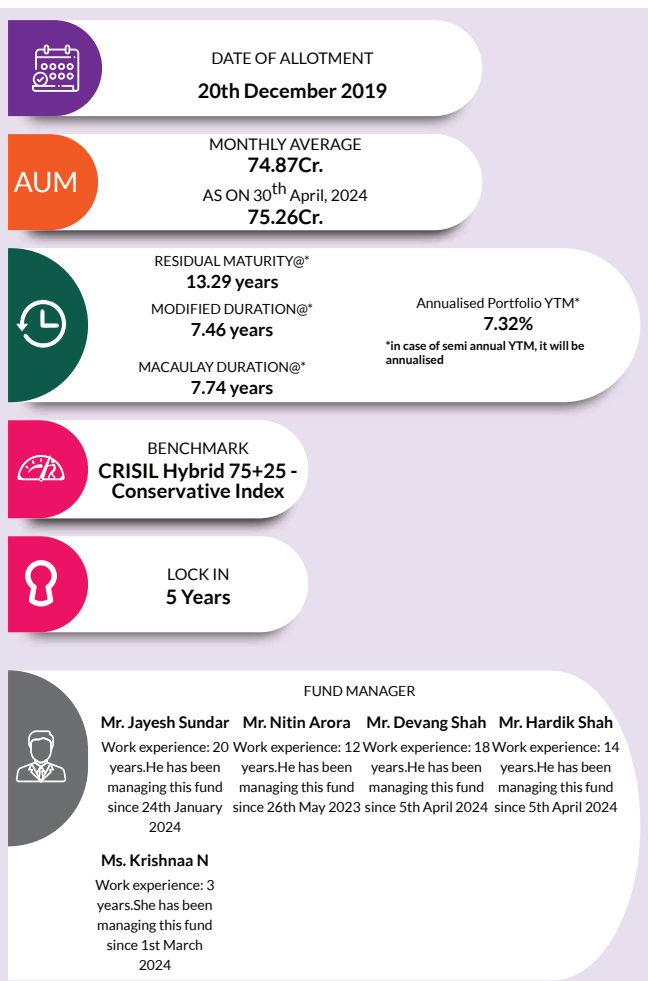 DATE OF ALLOTMENT
20th December 2019
AUM
MONTHLY AVERAGE
74.87Cr.
AS ON 30th April, 2024
75.26Cr.
RESIDUAL MATURITY@*
13.29 years
MODIFIED DURATION@*
7.46 years
MACAULAY DURATION@*
7.74 years
Annualised Portfolio YTM*
7.32%
*in case of semi annual YTM, it will be
annualised
BENCHMARK
CRISIL Hybrid 75+25 -
Conservative Index
LOCK IN
5 Years
FUND MANAGER
Mr. Jayesh Sundar
Work experience: 20
years.He has been
managing this fund
since 24th January
2024
Mr. Nitin Arora
Work experience: 12
years.He has been
managing this fund
since 26th May 2023
Mr. Devang Shah
Work experience: 18
years.He has been
managing this fund
since 5th April 2024
Mr. Hardik Shah
Work experience: 14
years.He has been
managing this fund
since 5th April 2024
Ms. Krishnaa N
Work experience: 3
years.She has been
managing this fund
since 1st March
2024